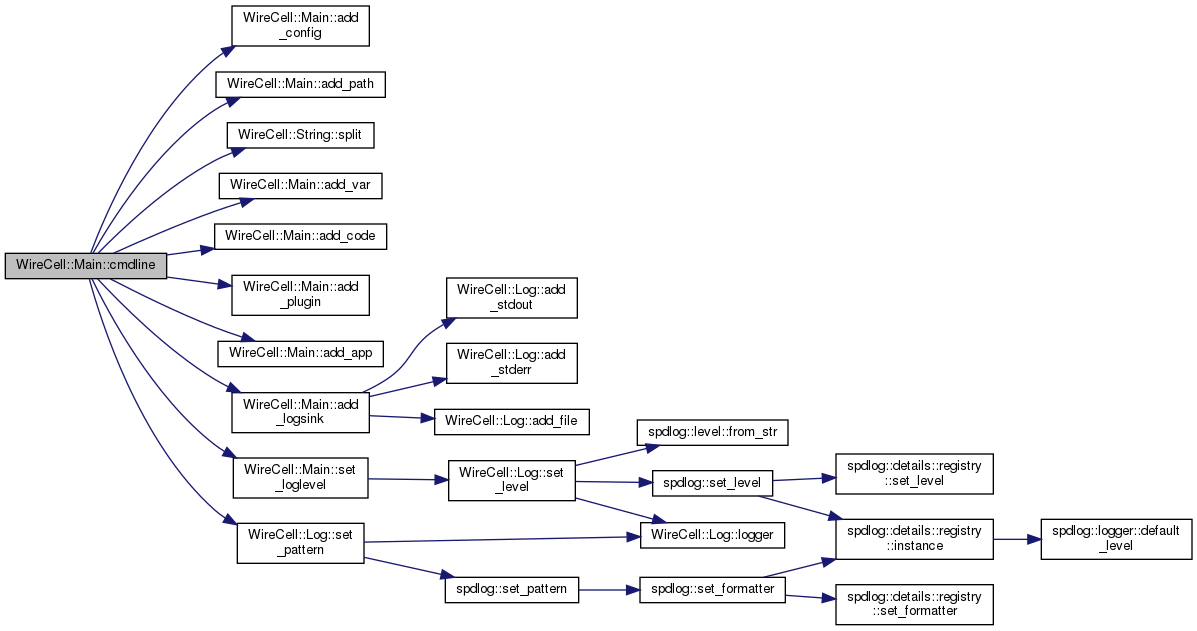 WireCell::Main::cmdline
WireCell::Main::add
_config
WireCell::Main::add_path
WireCell::String::split
WireCell::Main::add_var
WireCell::Main::add_code
WireCell::Main::add
_plugin
WireCell::Main::add_app
WireCell::Main::add
_logsink
WireCell::Main::set
_loglevel
WireCell::Log::set
_pattern
WireCell::Log::add
_stdout
WireCell::Log::add
_stderr
WireCell::Log::add_file
WireCell::Log::set
_level
spdlog::set_pattern
spdlog::level::from_str
spdlog::set_level
WireCell::Log::logger
spdlog::set_formatter
spdlog::details::registry
::set_level
spdlog::details::registry
::instance
spdlog::details::registry
::set_formatter
spdlog::logger::default
_level